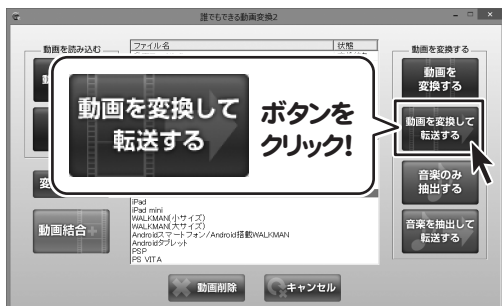 誰でもできる動画変換2
動画を読み込む
ファイル名
状態
動画を変換する
動画を
変換する
動画を変換して
転送する
ボタンを
クリック!
動画を変換して
転送する
音楽のみ
抽出する
音楽を抽出して
転送する
変
iPad
iPad mini
WALKMAN(小サイズ)
WALKMAN(大サイズ)
Androidスマートフォン/Android搭載WALKMAN
Androidタブレット
PSP
PS VITA
動画結合
動画削除
キャンセル